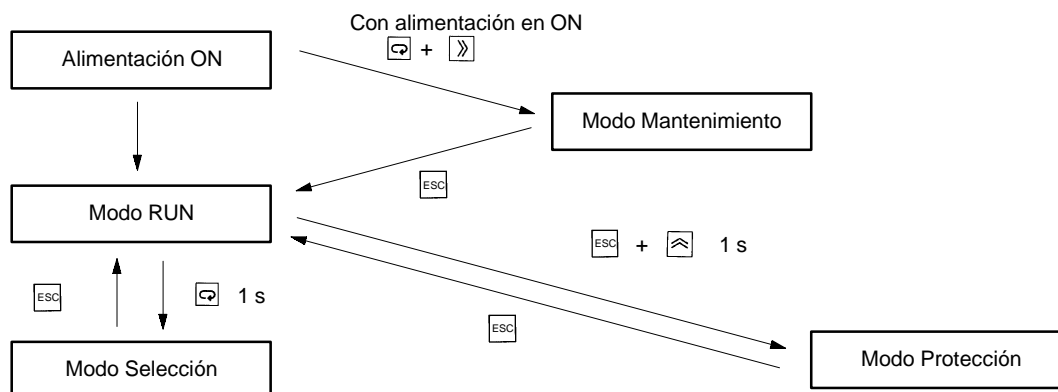 Con alimentación en ON
Alimentación ON
+
Modo Mantenimiento
ESC
Modo RUN
ESC + 1 s
ESC
1 s
ESC
Modo Selección
Modo Protección